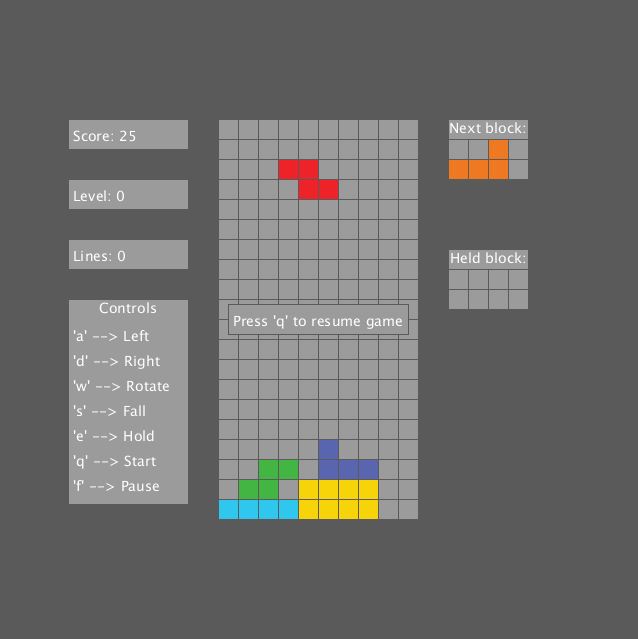 Score: 25
Level: 0
Lines: 0
Controls
'a' --> Left
'd' --> Right
'w' --> Rotate
's' --> Fall
'e' --> Hold
'q' --> Start
'f' --> Pause
Press 'q' to resume game
Next block:
Held block: